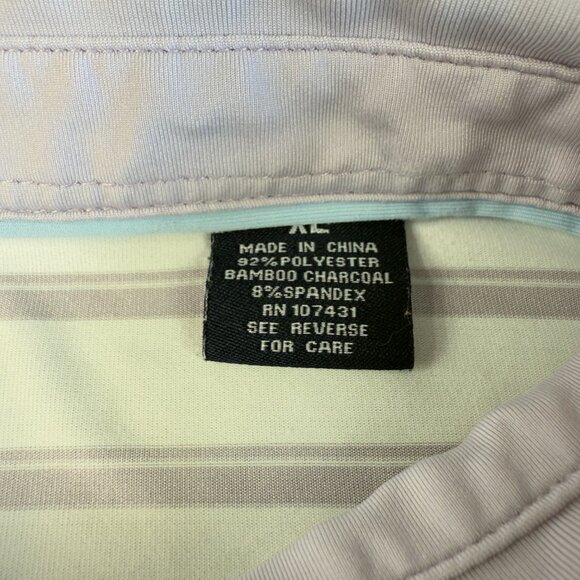 XL
MADE IN CHINA
92%POLYESTER
BAMBOO CHARCOAL
8%SPANDEX
RN 107431
SEE REVERSE
FOR CARE